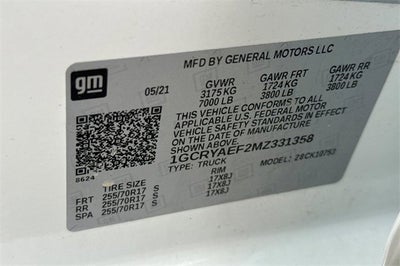 MFD BY GENERAL MOTORS LLC
gm
05/21 GVWR GAWR FRT GAWR RR
3175 KG 1724 KG 1724 KG
7000 LB 3800 LB 3800 LB
THIS VEHICLE CONFORMS TO ALL
APPLICABLE U.S. FEDERAL MOTOR
VEHICLE SAFETY STANDARDS IN EFFECT
ON THE DATE OF MANUFACTURE SHOWN ABOVE.
1GCRYAEF2MZ331358
TYPE: TRUCK MODEL: 28CK10753
8624
TIRE SIZE RIM
FRT 255/70R17 S 17X8J
RR 255/70R17 S 17X8J
SPA 255/70R17 S 17X8J